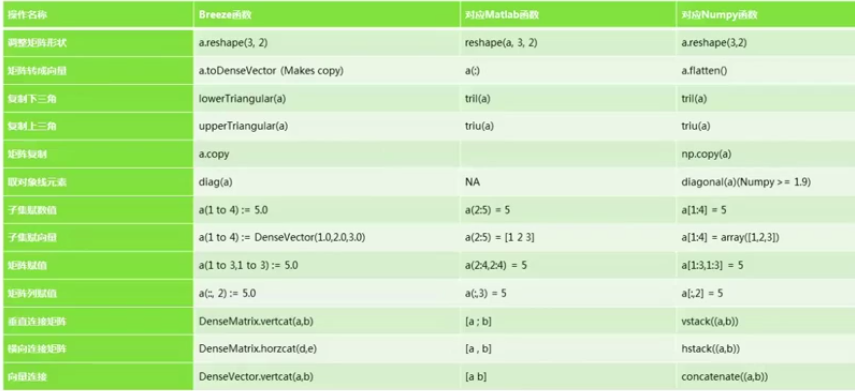 操作名称 Breeze函数 对应Matlab函数 对应Numpy函数
调整矩阵形状 a.reshape(3, 2) reshape(a, 3, 2) a.reshape(3,2)
矩阵转成向量 a.toDenseVector (Makes copy) a(:) a.flatten()
复制下三角 lowerTriangular(a) tril(a) tril(a)
复制上三角 upperTriangular(a) triu(a) triu(a)
矩阵复制 a.copy np.copy(a)
取对象线元素 diag(a) NA diagonal(a)(Numpy >= 1.9)
子集赋数值 a(1 to 4) := 5.0 a(2:5) = 5 a[1:4] = 5
子集赋向量 a(1 to 4) := DenseVector(1.0,2.0,3.0) a(2:5) = [1 2 3] a[1:4] = array([1,2,3])
矩阵赋值 a(1 to 3,1 to 3) := 5.0 a(2:4,2:4) = 5 a[1:3,1:3] = 5
矩阵列赋值 a(::, 2) := 5.0 a(:,3) = 5 a[:,2] = 5
垂直连接矩阵 DenseMatrix.vertcat(a,b) [a ; b] vstack((a,b))
横向连接矩阵 DenseMatrix.horzcat(d,e) [a , b] hstack((a,b))
向量连接 DenseVector.vertcat(a,b) [a b] concatenate((a,b))